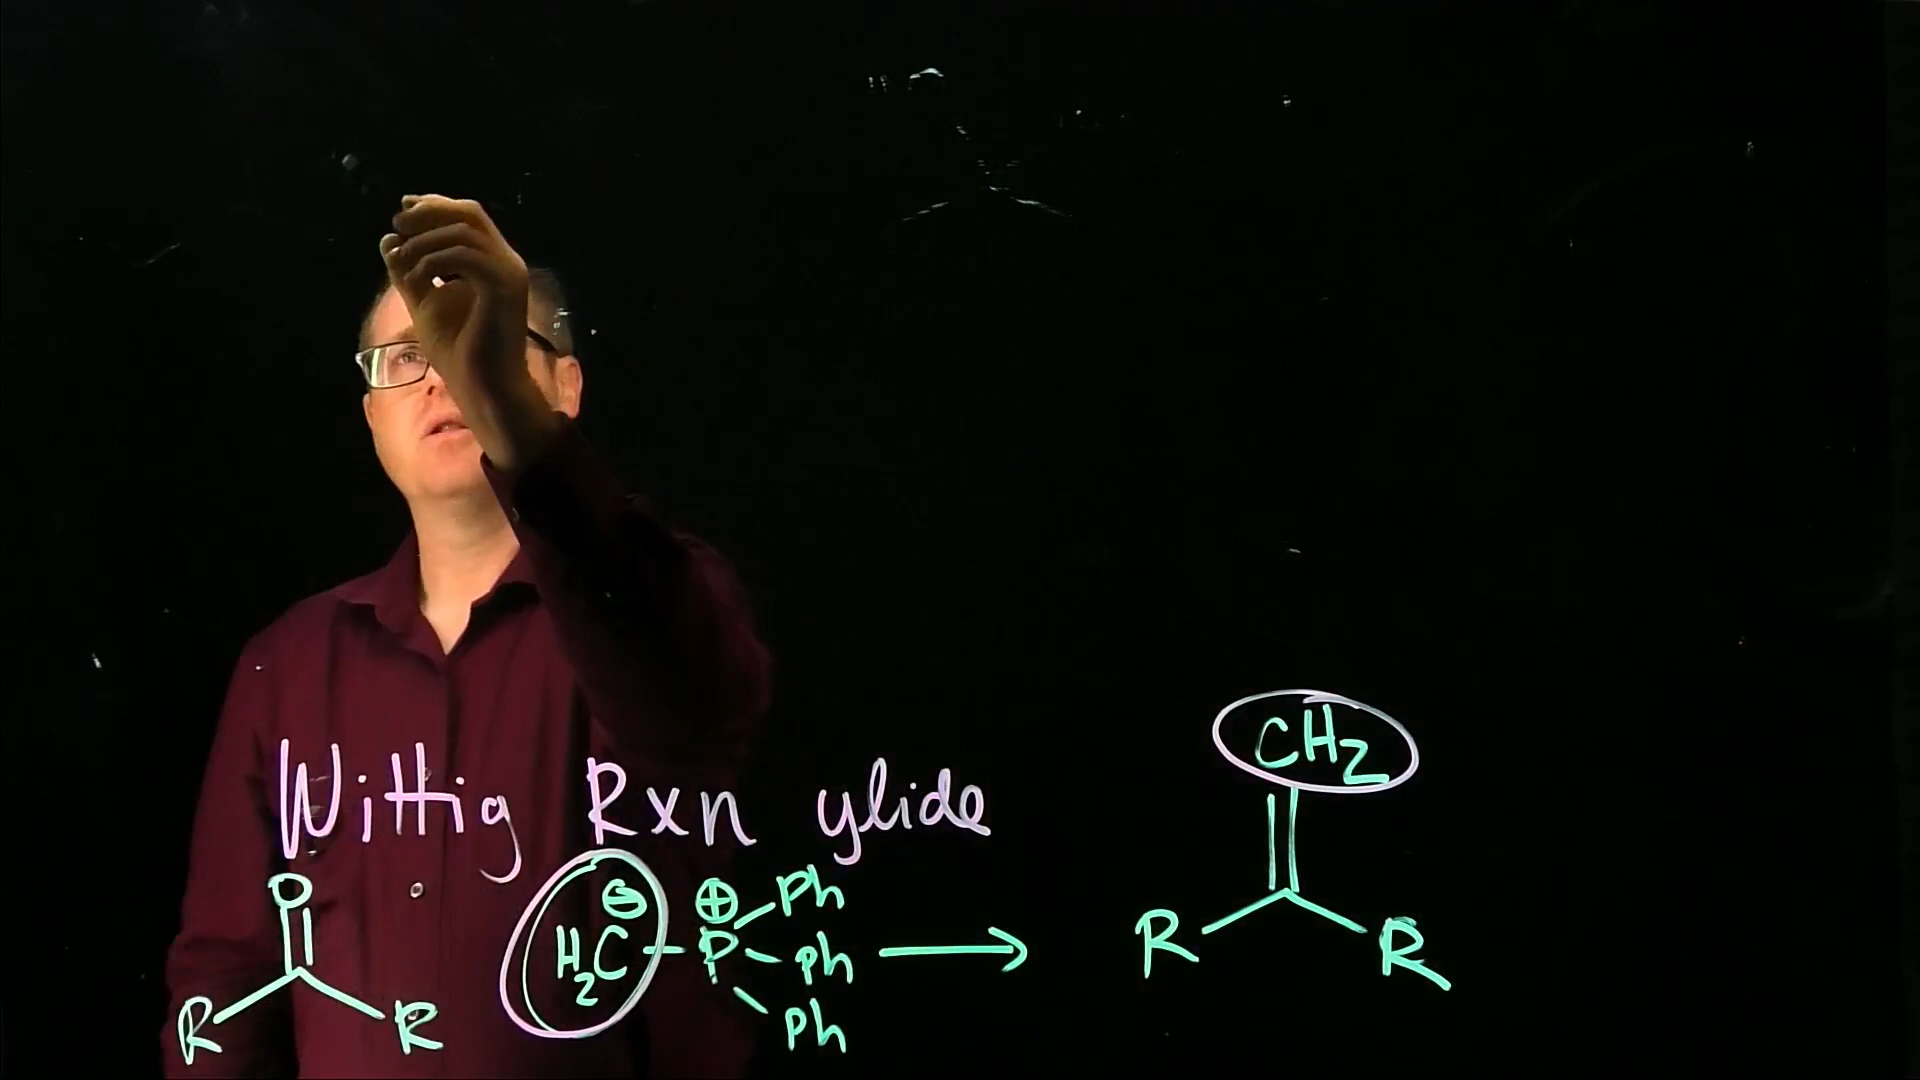 CH2
Wittig Rxn ylide
O ⊖ ⊕ Ph
H2C P Ph
R R Ph
R R